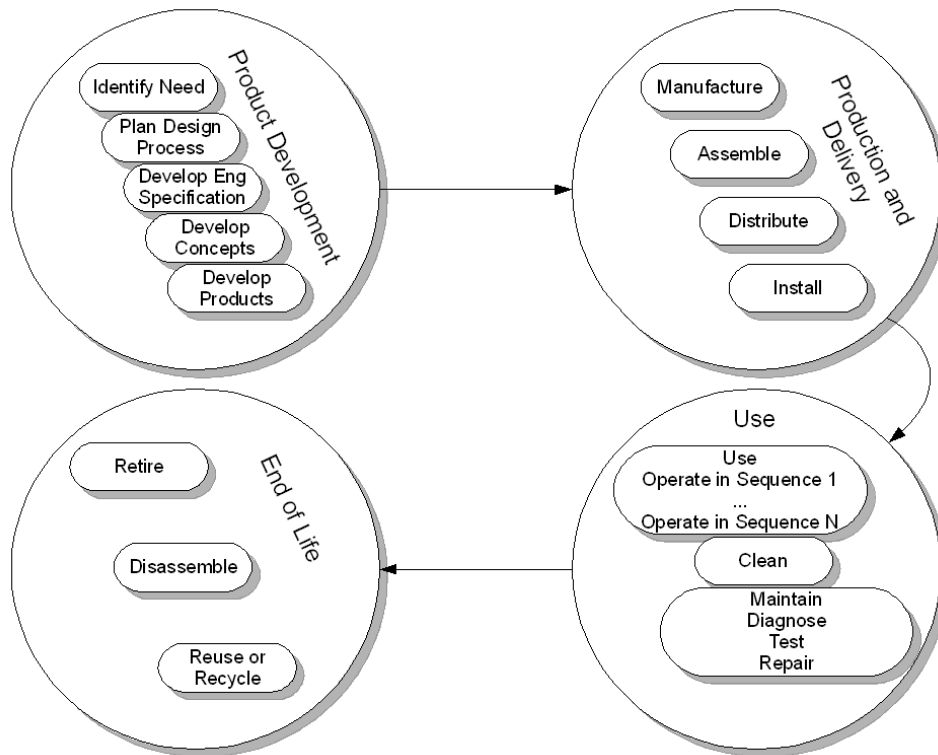 Product Development
Identify Need
Plan Design
Process
Develop Eng
Specification
Develop
Concepts
Develop
Products
Production and
Delivery
Manufacture
Assemble
Distribute
Install
Use
Use
Operate in Sequence 1
...
Operate in Sequence N
Clean
Maintain
Diagnose
Test
Repair
End of Life
Retire
Disassemble
Reuse or
Recycle